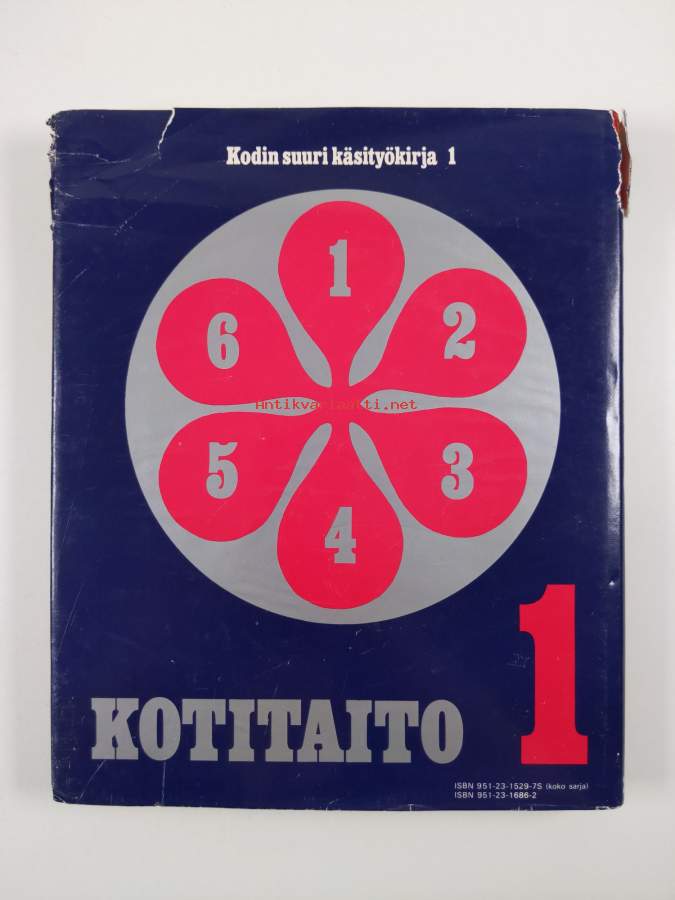 Kodin suuri käsityökirja 1
1
6
2
Antikvariaatti.net
5
3
4
1
KOTITAITO
ISBN 951-23-1529-7S (koko sarja)
ISBN 951-23-1686-2